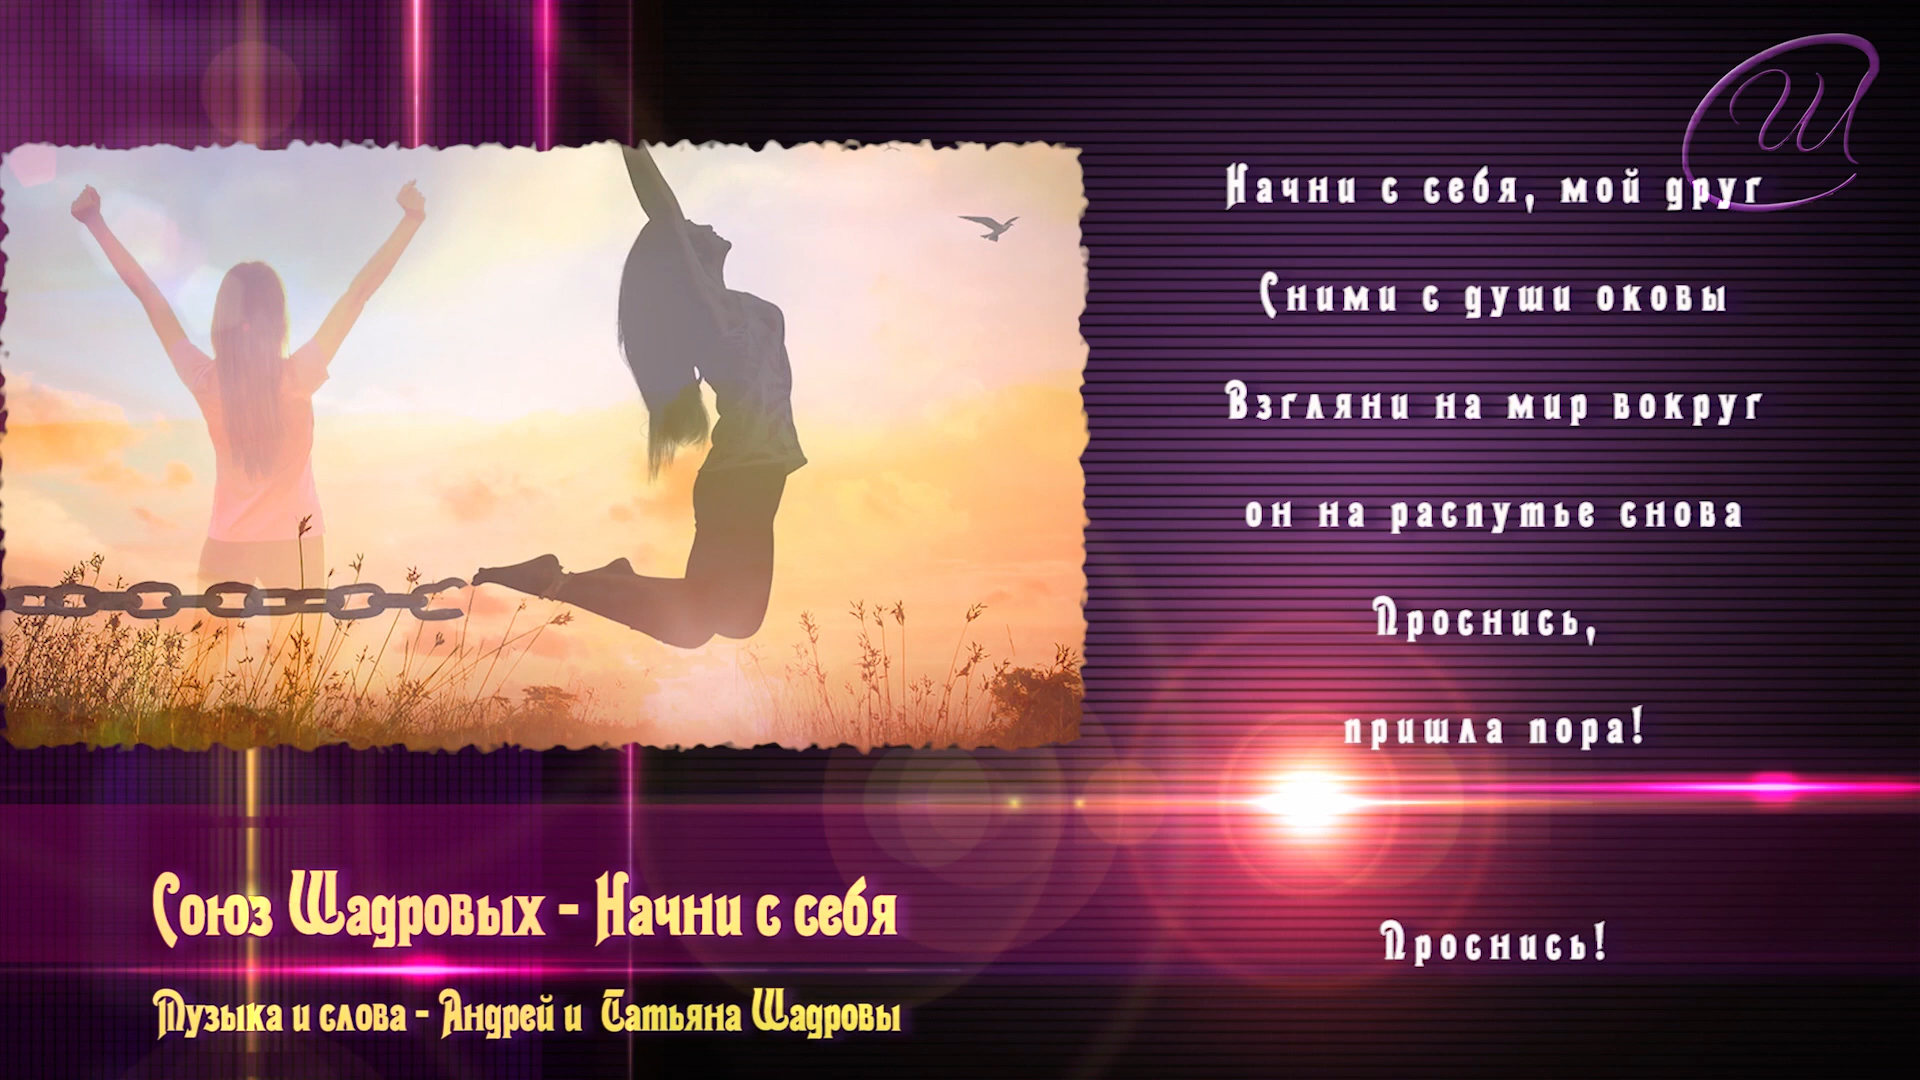 Ш
Начни с себя, мой друг
Сними с души оковы
Взгляни на мир вокруг
он на распутье снова
Проснись,
пришла пора!
Проснись!
Союз Шадровых - Начни с себя
Музыка и слова - Андрей и Татьяна Шадровы